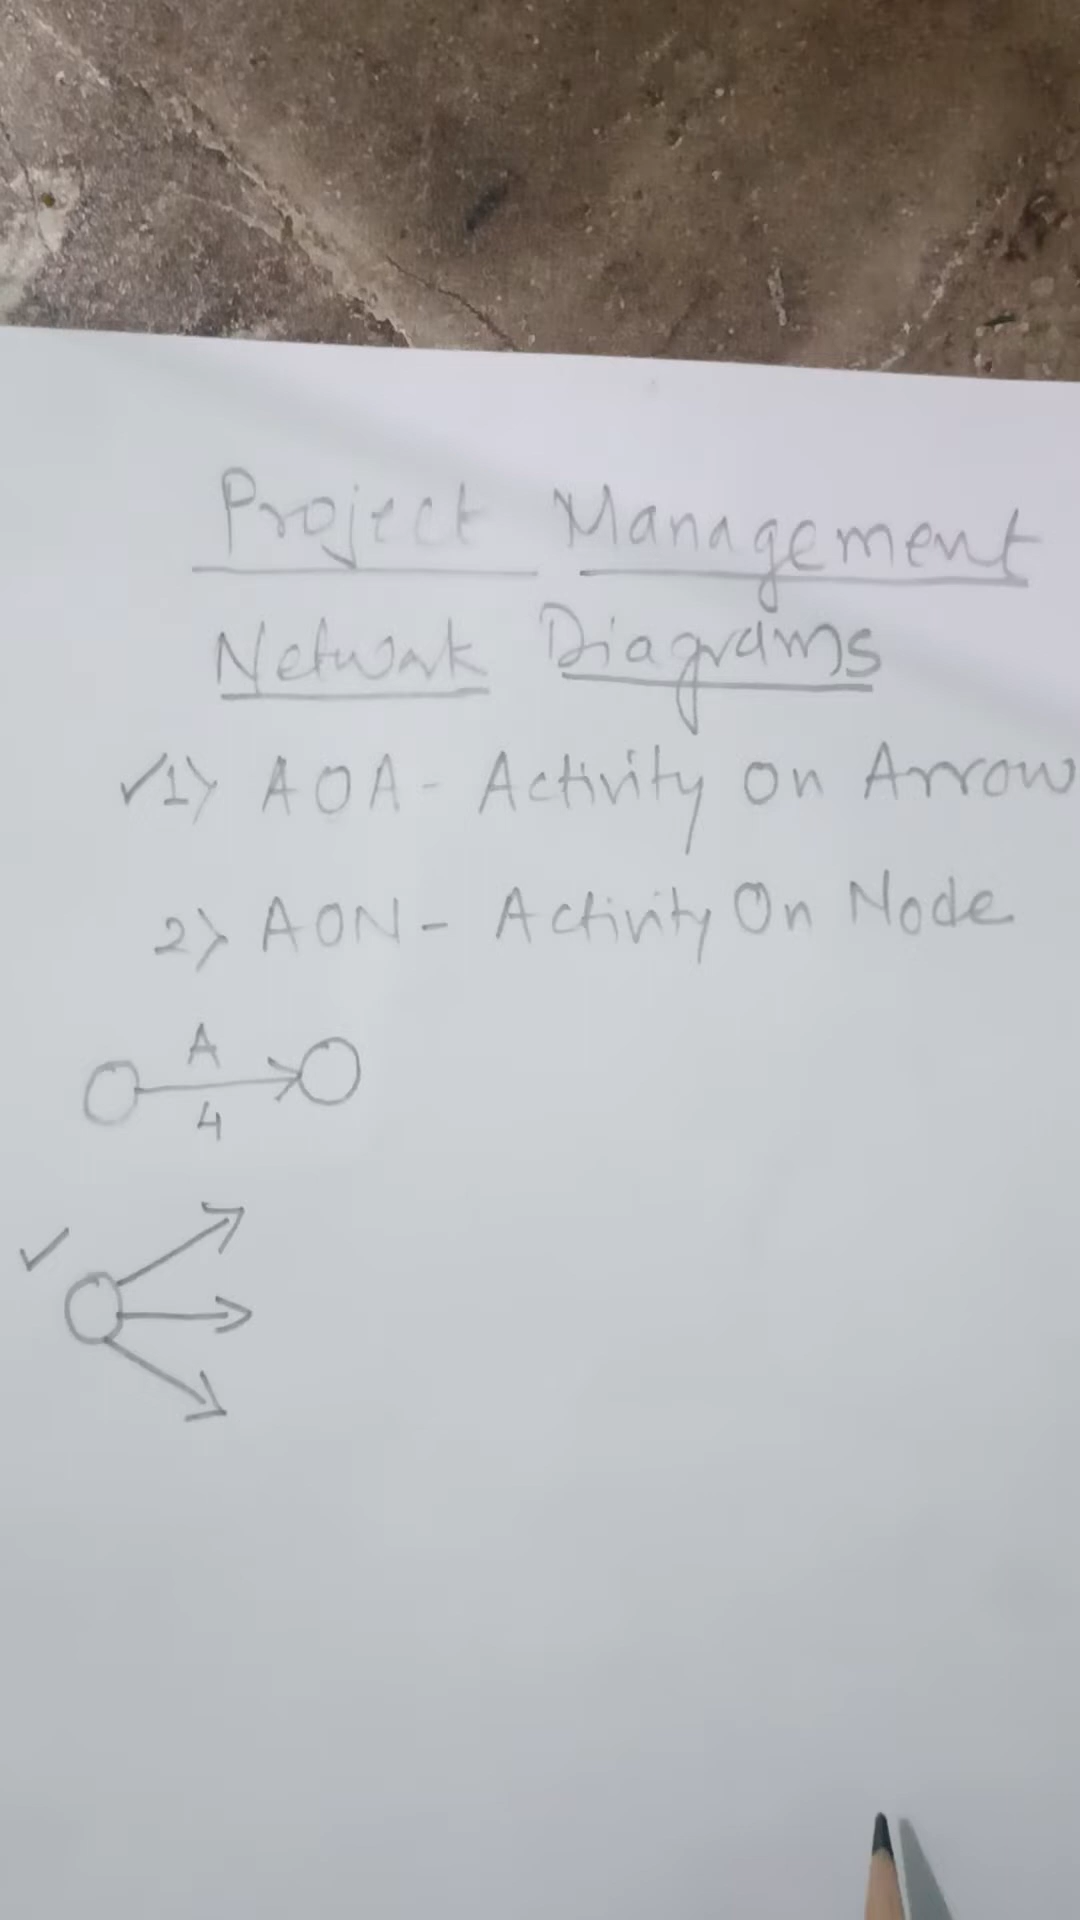 Project Management
Network Diagrams
✓1) AOA - Activity on Arrow
2) AON - Activity On Node
A
4
✓